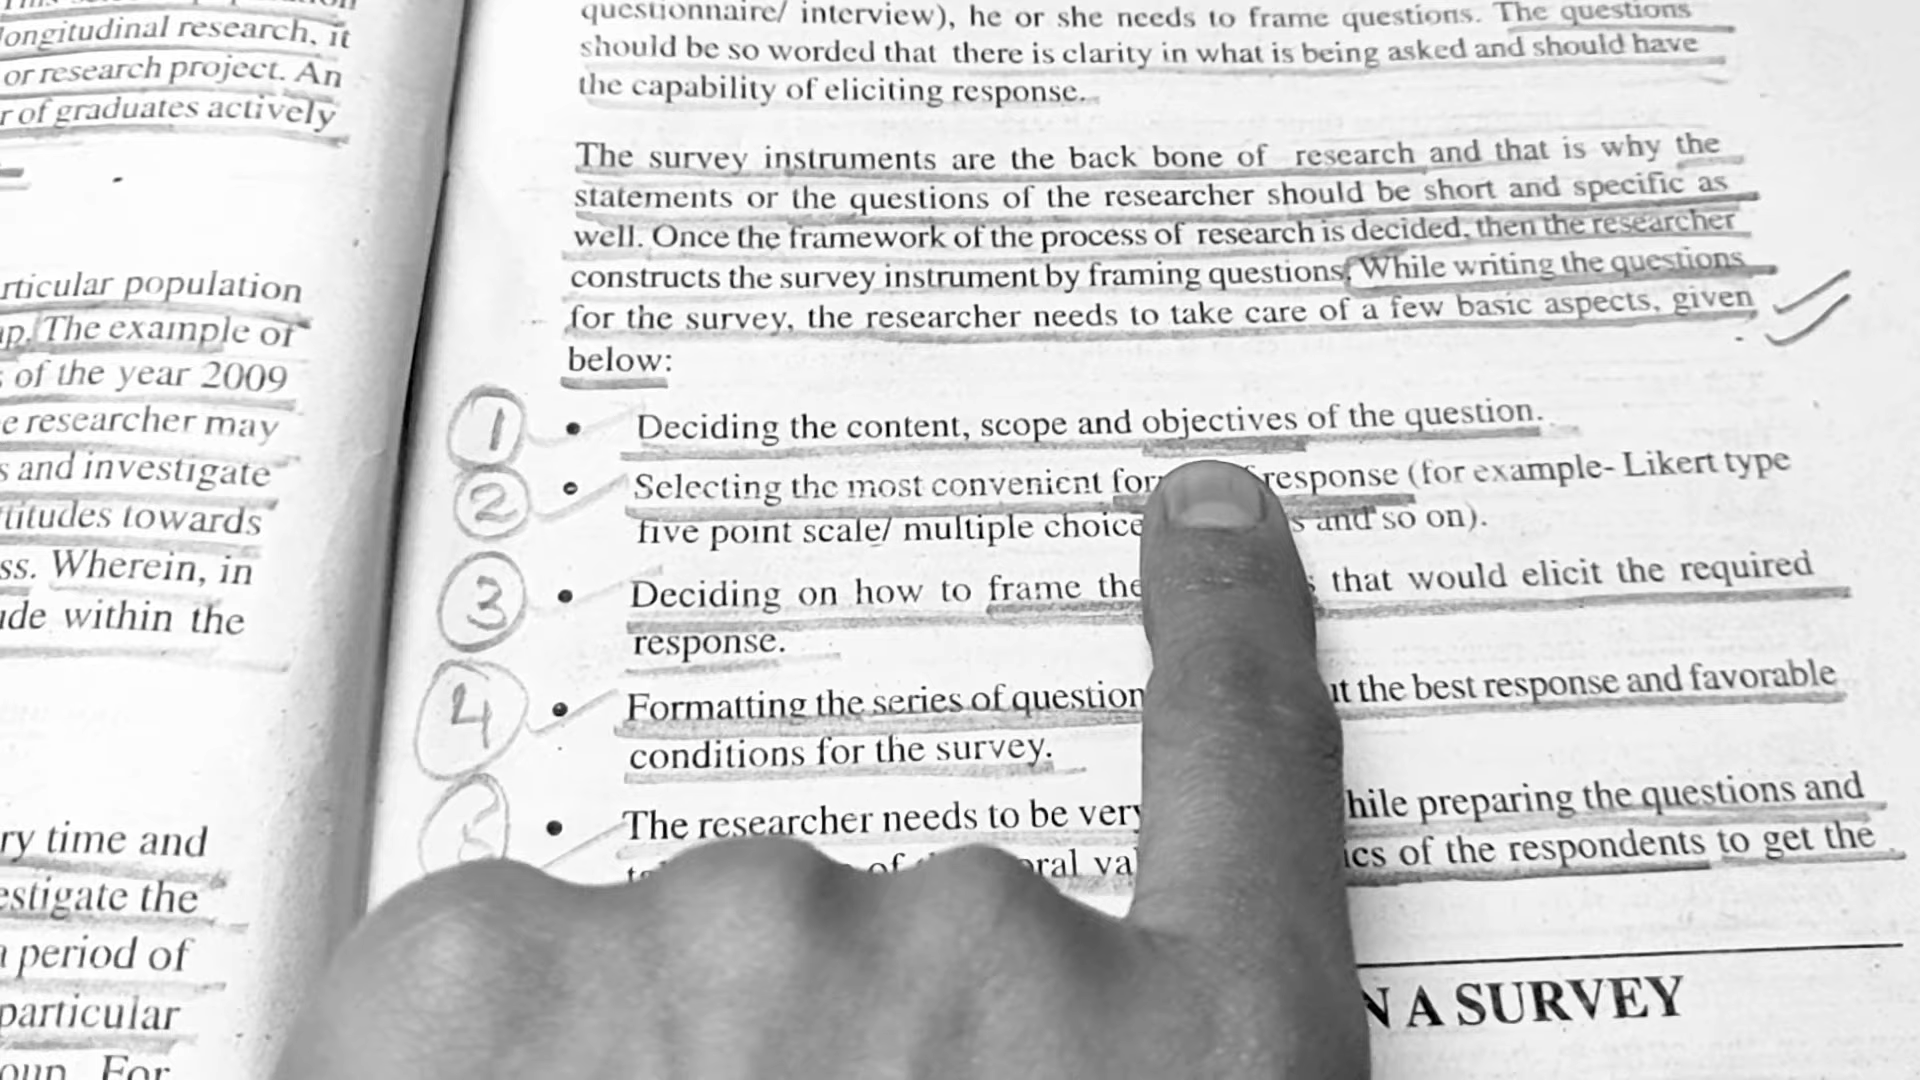 longitudinal research, it
or research project. An
r of graduates actively
rticular population
up. The example of
of the year 2009
e researcher may
s and investigate
titudes towards
ss. Wherein, in
ude within the
ry time and
estigate the
a period of
particular
oup. For
questionnaire/ interview), he or she needs to frame questions. The questions
should be so worded that there is clarity in what is being asked and should have
the capability of eliciting response.
The survey instruments are the back bone of research and that is why the
statements or the questions of the researcher should be short and specific as
well. Once the framework of the process of research is decided, then the researcher
constructs the survey instrument by framing questions. While writing the questions
for the survey, the researcher needs to take care of a few basic aspects, given
below:
1 • Deciding the content, scope and objectives of the question.
2 • Selecting the most convenient response (for example- Likert type
five point scale/ multiple choice and so on).
3 • Deciding on how to frame the that would elicit the required
response.
4 • Formatting the series of question the best response and favorable
conditions for the survey.
5 • The researcher needs to be very hile preparing the questions and
of ral val ics of the respondents to get the
N A SURVEY